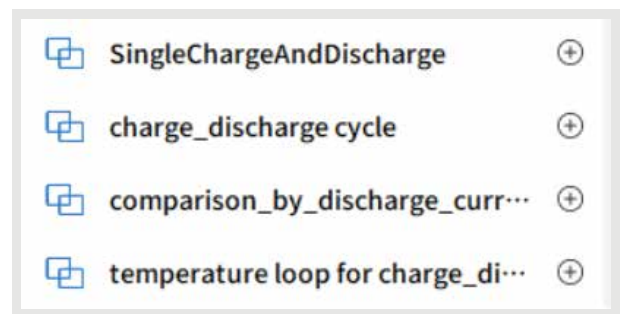 SingleChargeAndDischarge
charge_discharge cycle
comparison_by_discharge_curr···
temperature loop for charge_di···